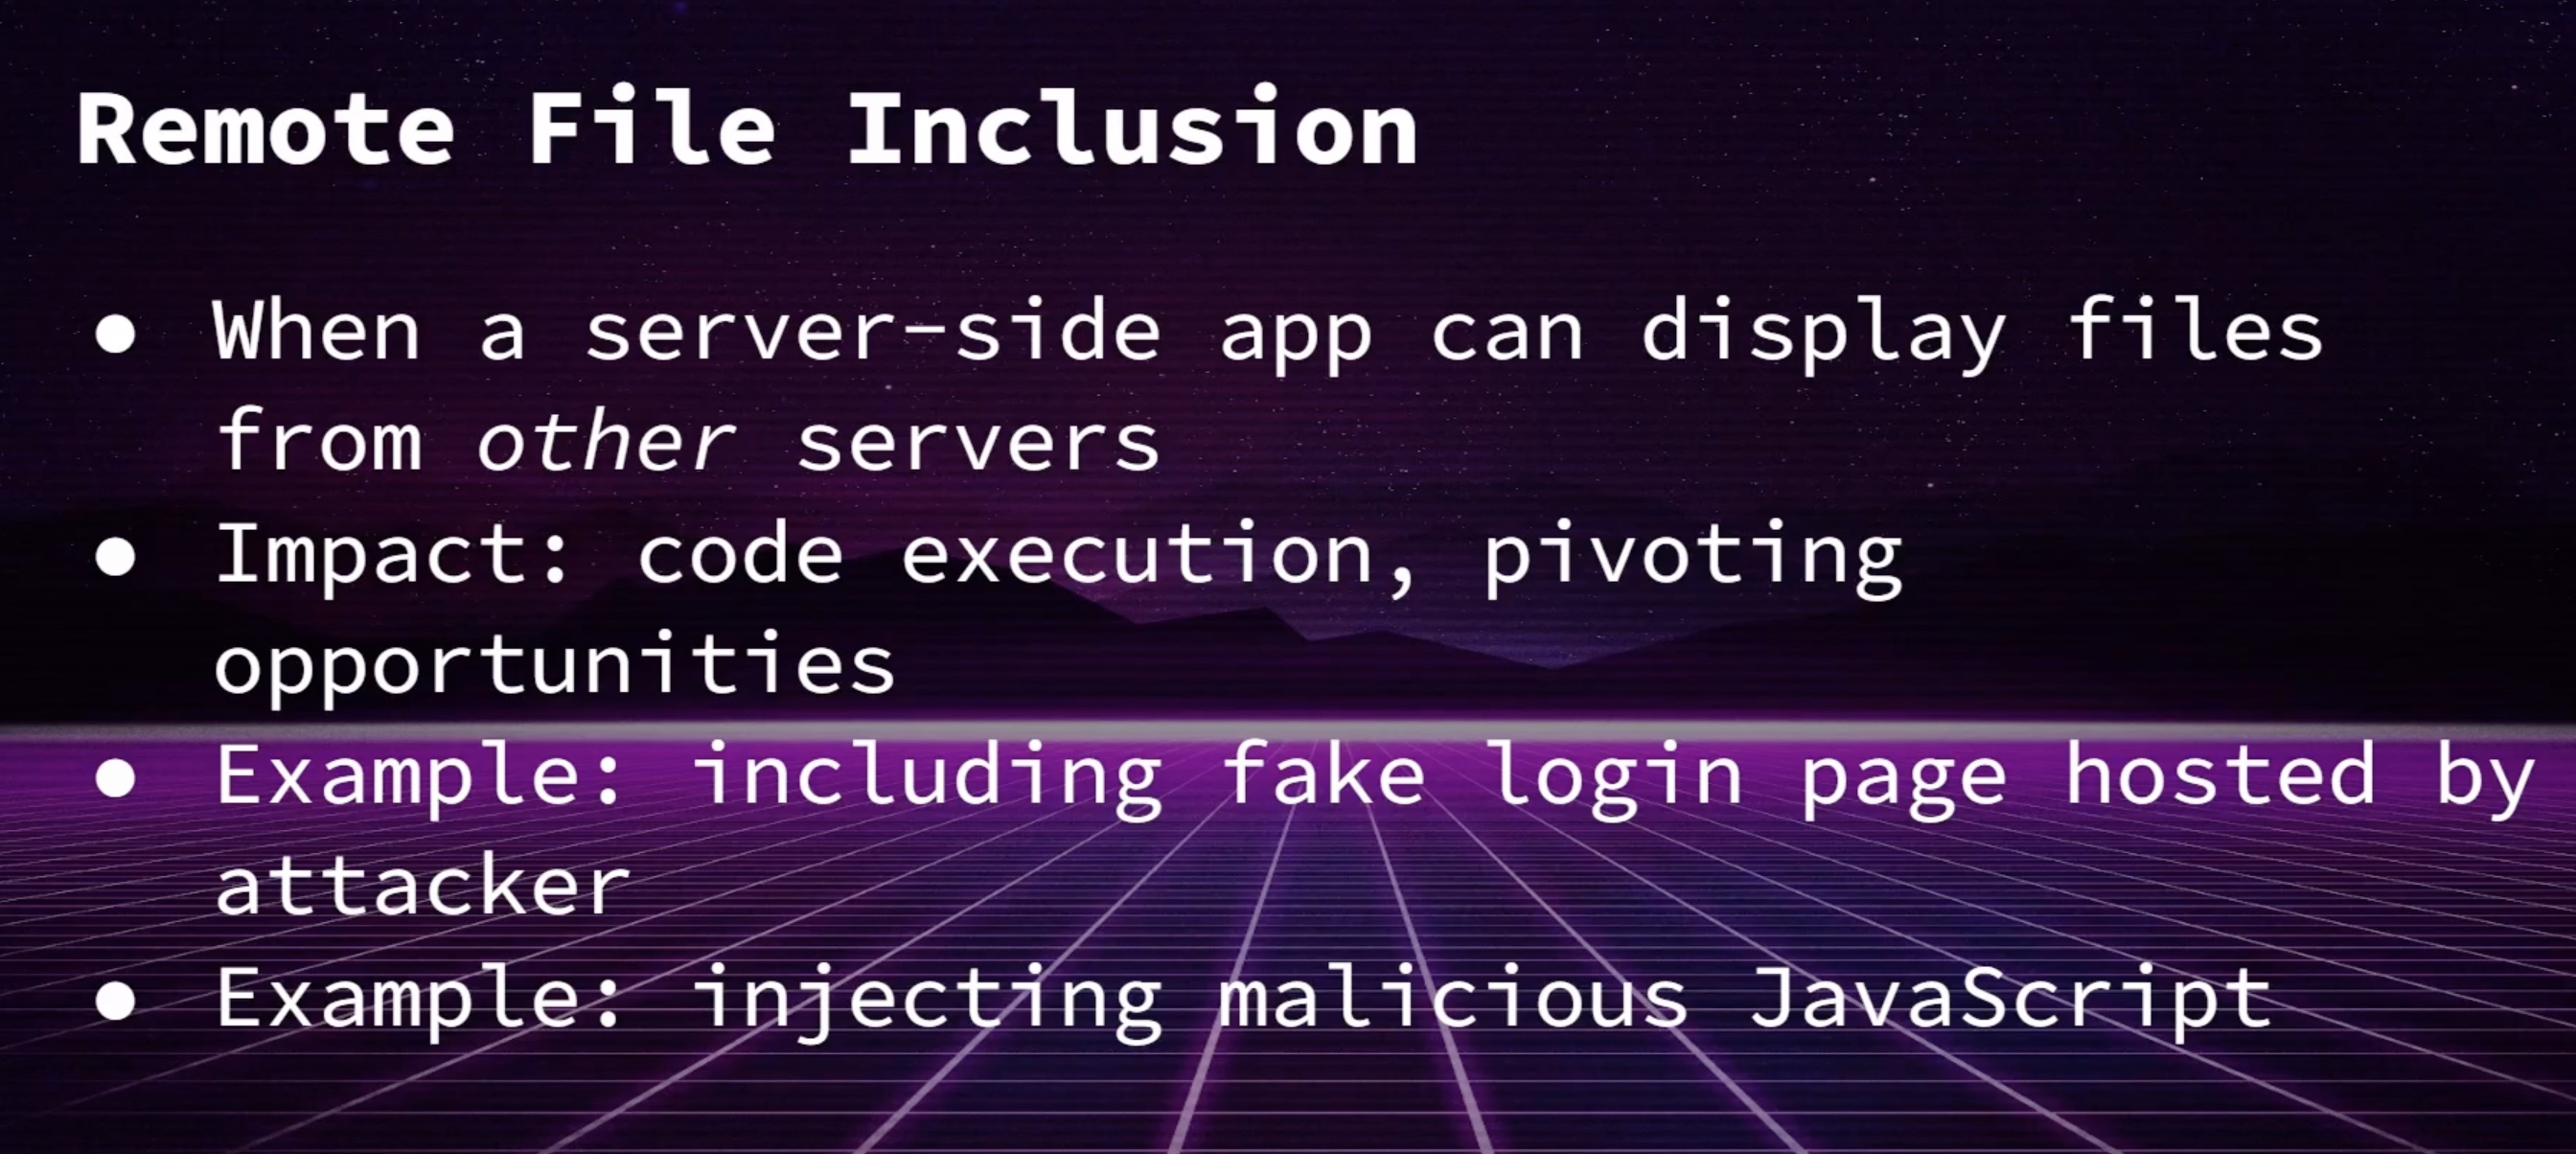 Remote File Inclusion
● When a server-side app can display files
from other servers
● Impact: code execution, pivoting
opportunities
● Example: including fake login page hosted by
attacker
● Example: injecting malicious JavaScript